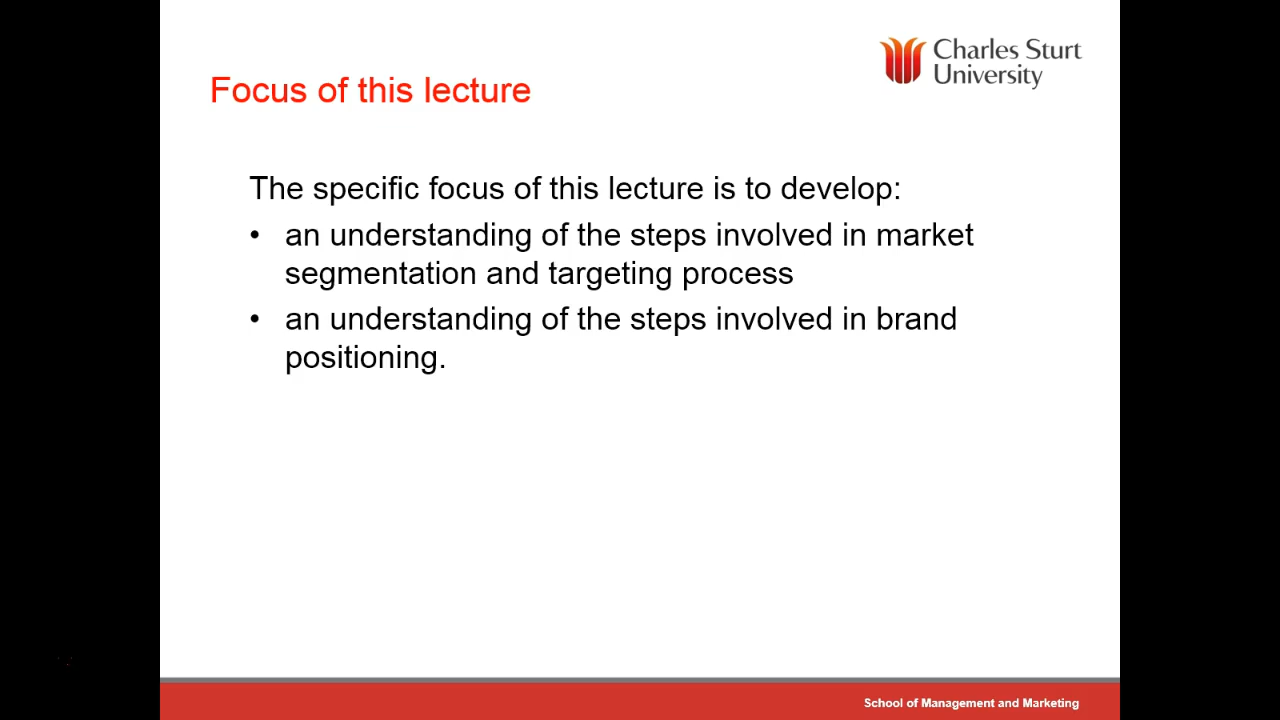 Charles Sturt
University
Focus of this lecture
The specific focus of this lecture is to develop:
• an understanding of the steps involved in market
segmentation and targeting process
• an understanding of the steps involved in brand
positioning.
School of Management and Marketing